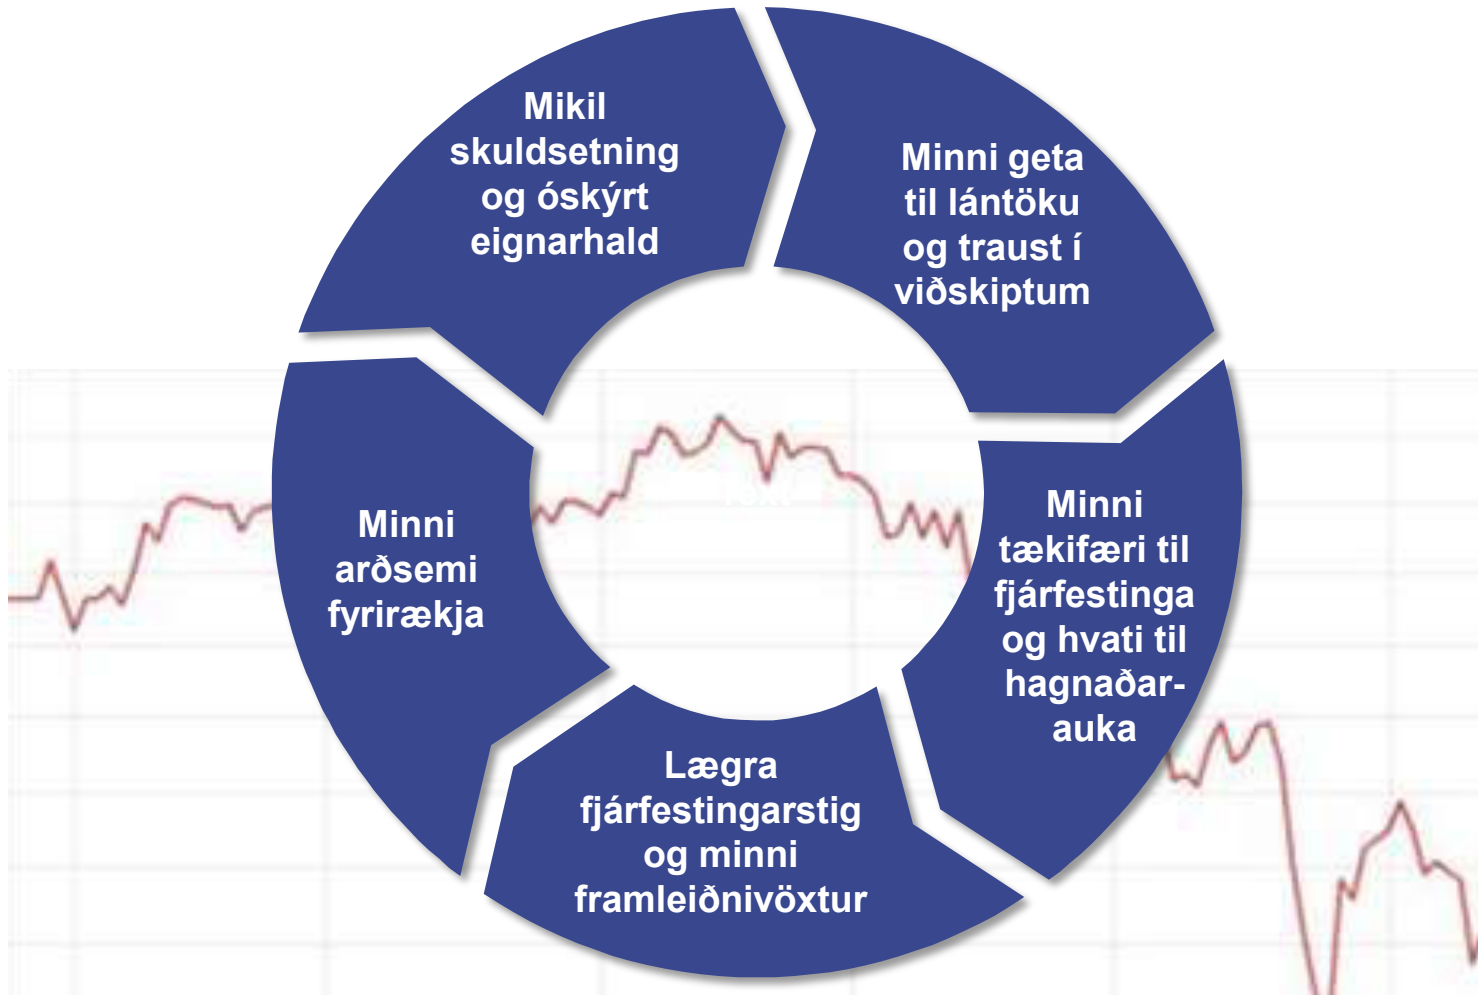 Mikil
skuldsetning
og óskýrt
eignarhald
Minni geta
til lántöku
og traust í
viðskiptum
Minni
tækifæri til
fjárfestinga
og hvati til
hagnaðar-
auka
Lægra
fjárfestingarstig
og minni
framleiðnivöxtur
Minni
arðsemi
fyrirækja